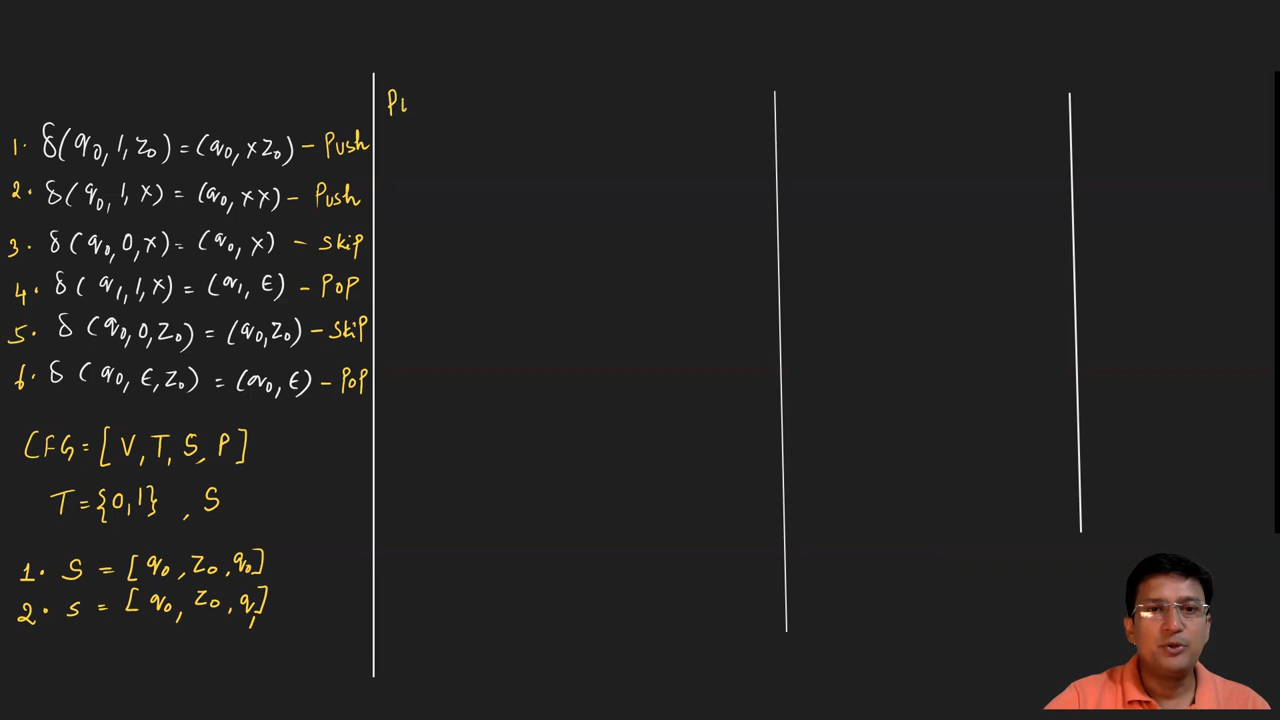 Pu
1. δ(q0, 1, z0) = (q0, xz0) - Push
2. δ(q0, 1, x) = (q0, xx) - Push
3. δ(q0, 0, x) = (q0, x) - Skip
4. δ(q1, 1, x) = (q1, ε) - POP
5. δ(q0, 0, z0) = (q0, z0) - Skip
6. δ(q0, ε, z0) = (q0, ε) - POP
CFG = [V, T, S, P]
T = {0, 1} , S
1. S = [q0, z0, q0]
2. S = [q0, z0, q1]